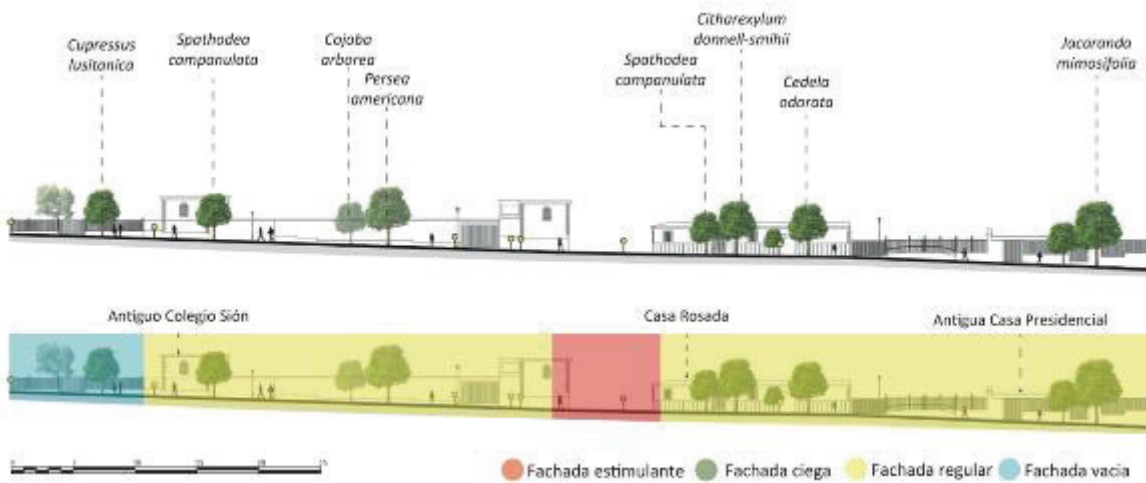 Cupressus
lusitanica
Spathodea
campanulata
Cojoba
arborea
Persea
americana
Spathodea
campanulata
Citharexylum
donnell-smihii
Cedela
odorata
Jacaranda
mimosifolia
Antiguo Colegio Sión
Casa Rosada
Antigua Casa Presidencial
Fachada estimulante
Fachada ciega
Fachada regular
Fachada vacia